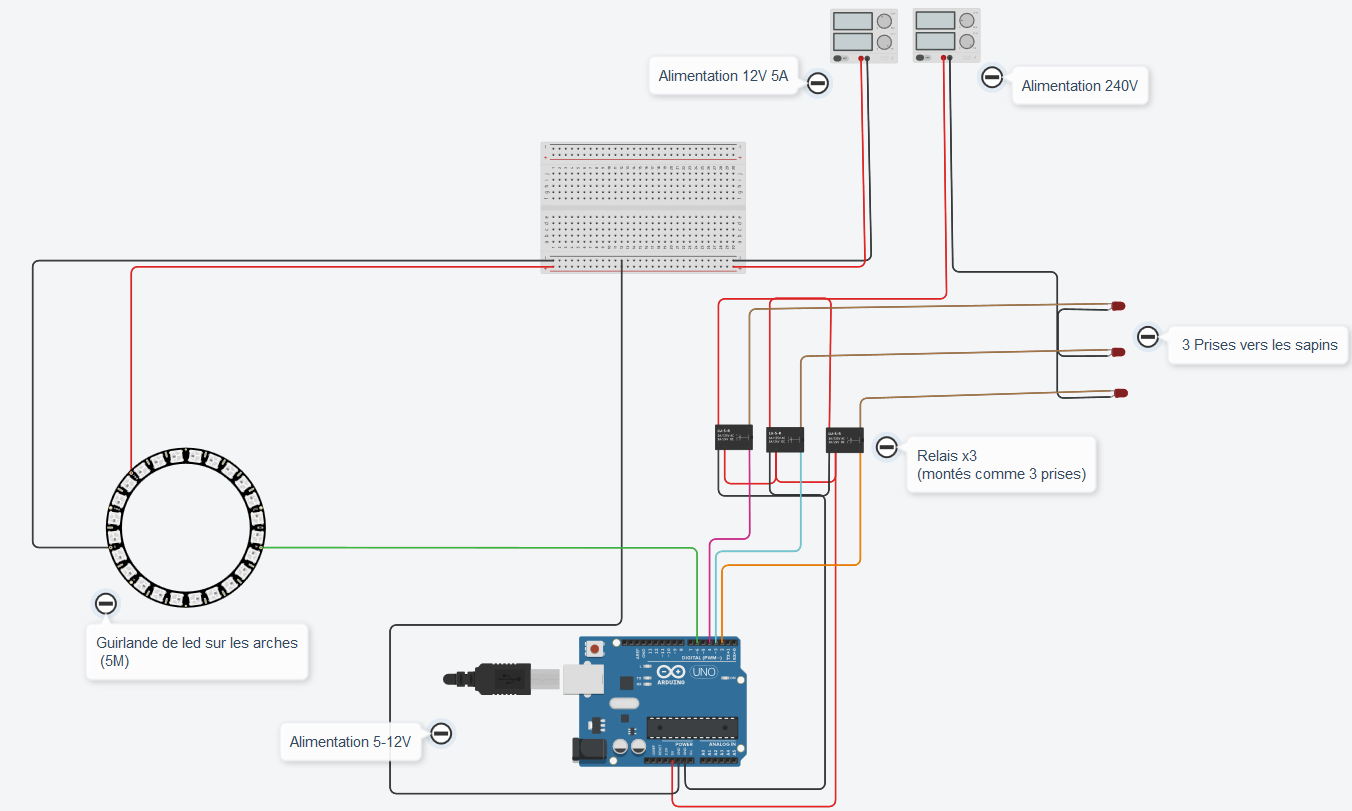 Alimentation 12V 5A
Alimentation 240V
3 Prises vers les sapins
Relais x3
(montés comme 3 prises)
Guirlande de led sur les arches
(5M)
DIGITAL (PWM~)
UNO
ARDUINO
Alimentation 5-12V
POWER
ANALOG IN